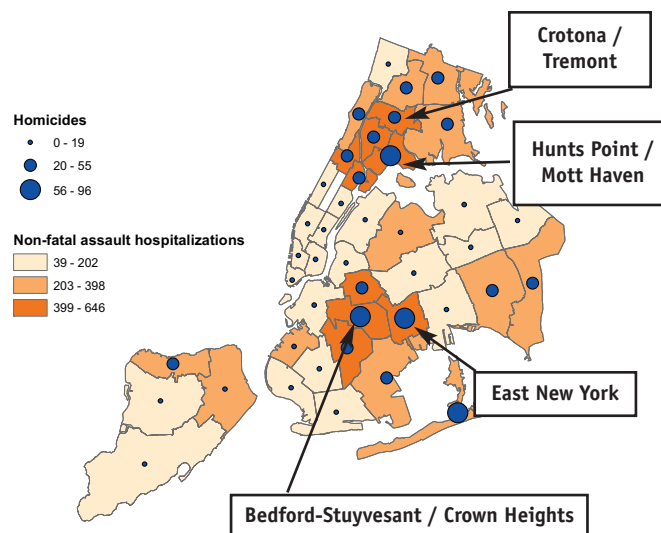 Crotona /
Tremont
Homicides
0 - 19
20 - 55
56 - 96
Hunts Point /
Mott Haven
Non-fatal assault hospitalizations
39 - 202
203 - 398
399 - 646
East New York
Bedford-Stuyvesant / Crown Heights